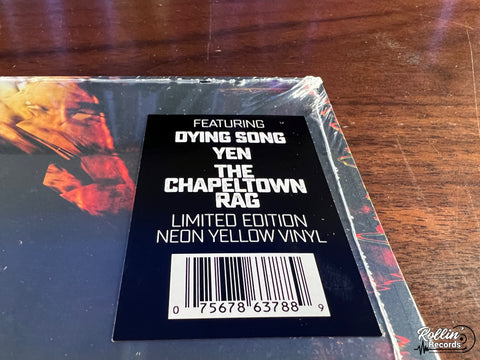 FEATURING
DYING SONG
YEN
THE
CHAPELTOWN
RAG
LIMITED EDITION
NEON YELLOW VINYL
0 75678 63788 9
Rollin
Records